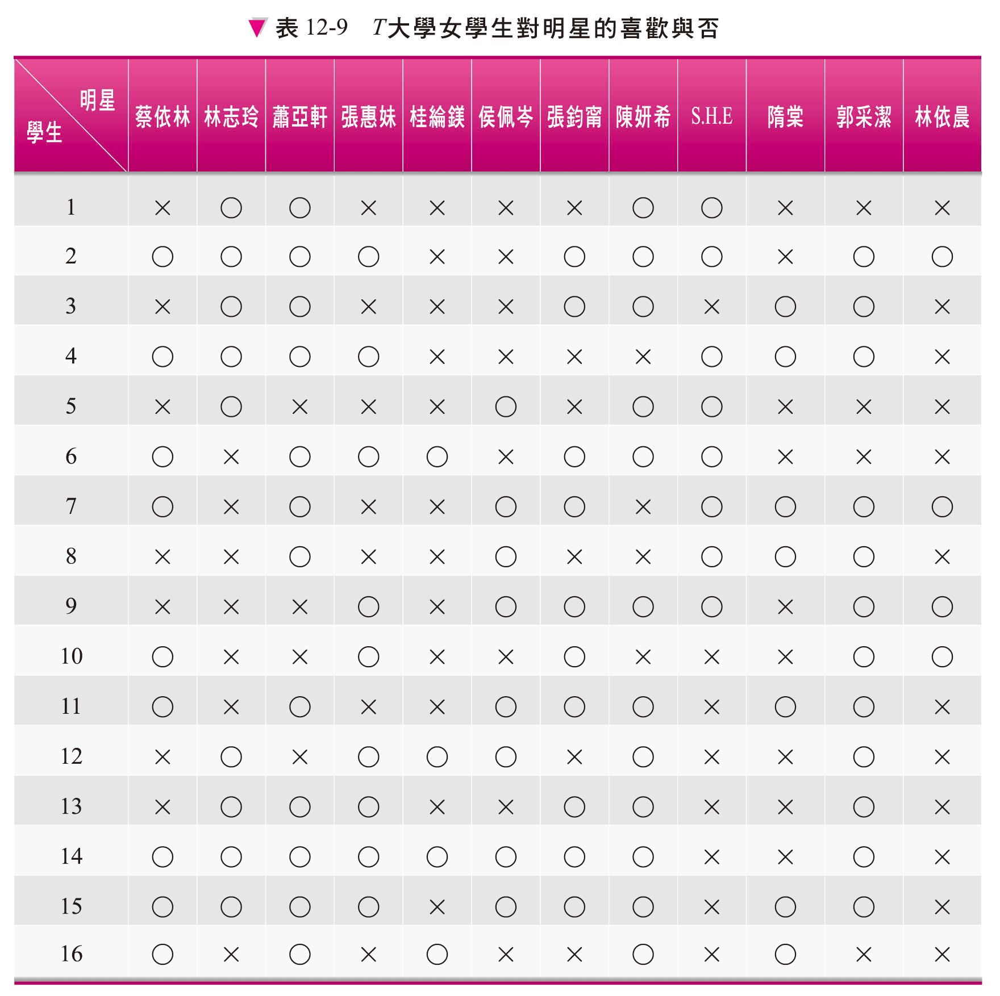 ▼ 表 12-9 T大學女學生對明星的喜歡與否
學生 明星 蔡依林 林志玲 蕭亞軒 張惠妹 桂綸鎂 侯佩岑 張鈞甯 陳妍希 S.H.E 隋棠 郭采潔 林依晨
1 × ○ ○ × × × × ○ ○ × × ×
2 ○ ○ ○ ○ × × ○ ○ ○ × ○ ○
3 × ○ ○ × × × ○ ○ × ○ ○ ×
4 ○ ○ ○ ○ × × × × ○ ○ ○ ×
5 × ○ × × × ○ × ○ ○ × × ×
6 ○ × ○ ○ ○ × ○ ○ ○ × × ×
7 ○ × ○ × × ○ ○ × ○ ○ ○ ○
8 × × ○ × × ○ × × ○ ○ ○ ×
9 × × × ○ × ○ ○ ○ ○ × ○ ○
10 ○ × × ○ × × ○ × × × ○ ○
11 ○ × ○ × × ○ ○ ○ × ○ ○ ×
12 × ○ × ○ ○ ○ × ○ × × ○ ×
13 × ○ ○ ○ × × ○ ○ × × ○ ×
14 ○ ○ ○ ○ ○ ○ ○ ○ × × ○ ×
15 ○ ○ ○ ○ × ○ ○ ○ × ○ ○ ×
16 ○ × ○ × ○ × × ○ × ○ × ×